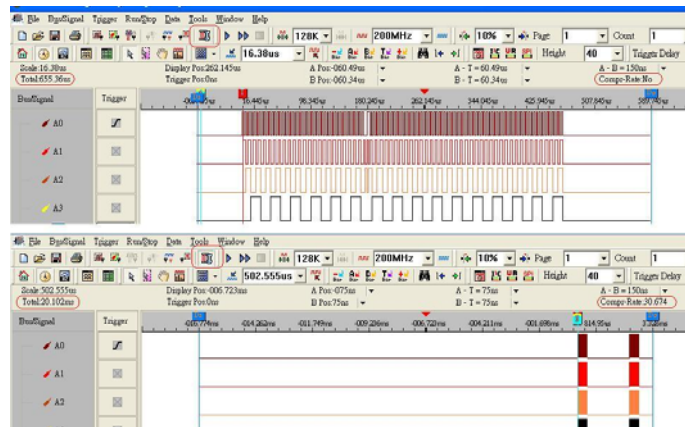 File Bus/Signal Trigger Run/Stop Data Tools Window Help
128K 200MHz 10% Page 1 Count 1
16.38us Height 40 Trigger Delay
Scale:16.38us Display Pos:262.145us A Pos:-060.49us A - T = 60.49us A - B = 150ns
Total:655.36us Trigger Pos:0ns B Pos:-060.34us B - T = 60.34us Compr-Rate:No
Bus/Signal Trigger 16.445us 98.345us 180.245us 262.145us 344.045us 425.945us 507.845us 589.745us
A0
A1
A2
A3
File Bus/Signal Trigger Run/Stop Data Tools Window Help
128K 200MHz 10% Page 1 Count 1
502.555us Height 40 Trigger Delay
Scale:502.555us Display Pos:-006.723ms A Pos:-075ns A - T = 75ns A - B = 150ns
Total:20.102ms Trigger Pos:0ns B Pos:75ns B - T = 75ns Compr-Rate:30.674
Bus/Signal Trigger -016.774ms -014.262ms -011.749ms -009.236ms -006.723ms -004.211ms -001.698ms 814.95us
A0
A1
A2